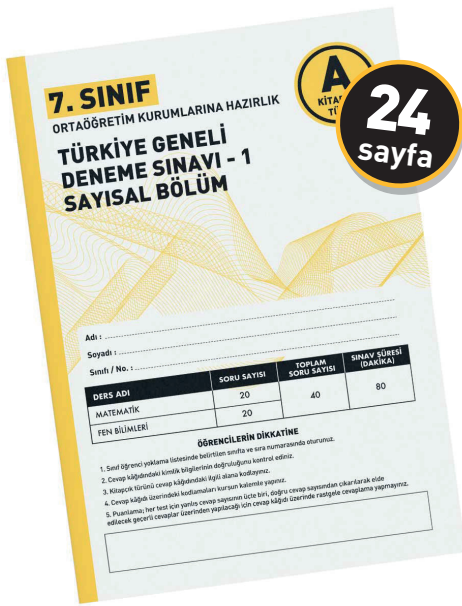 7. SINIF
ORTAÖĞRETİM KURUMLARINA HAZIRLIK
TÜRKİYE GENELİ
DENEME SINAVI - 1
SAYISAL BÖLÜM
A
24
sayfa
Adı :
Soyadı :
Sınıfı / No. :
DERS ADI SORU SAYISI TOPLAM SORU SAYISI SINAV SÜRESİ (DAKİKA)
MATEMATİK 20 40 80
FEN BİLİMLERİ 20
ÖĞRENCİLERİN DİKKATİNE
1. Sınıf öğrenci yoklama listesinde belirtilen sınıfta ve sıra numarasında oturunuz.
2. Cevap kâğıdındaki kimlik bilgilerinin doğruluğunu kontrol ediniz.
3. Kitapçık türünü cevap kâğıdındaki ilgili alana kodlayınız.
4. Cevap kâğıdı üzerindeki kodlamaları kurşun kalemle yapınız.
5. Puanlama; her test için yanlış cevap sayısının üçte biri, doğru cevap sayısından çıkarılarak elde
edilecek geçerli cevaplar üzerinden yapılacağı için cevap kâğıdı üzerinde rastgele cevaplama yapmayınız.